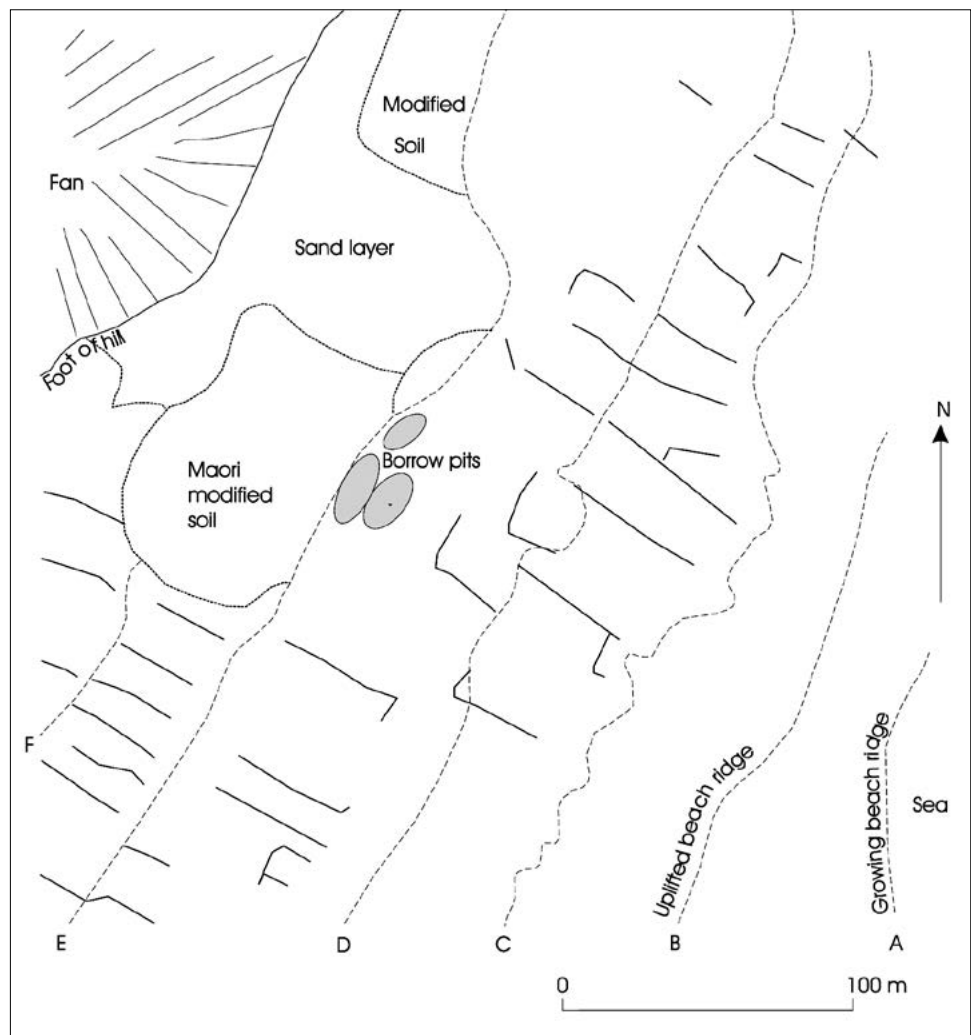 Modified
Soil
Fan
Sand layer
Foot of hill
N
Borrow pits
Maori
modified
soil
F
Uplifted beach ridge
Growing beach ridge
Sea
E
D
C
B
A
0
100 m